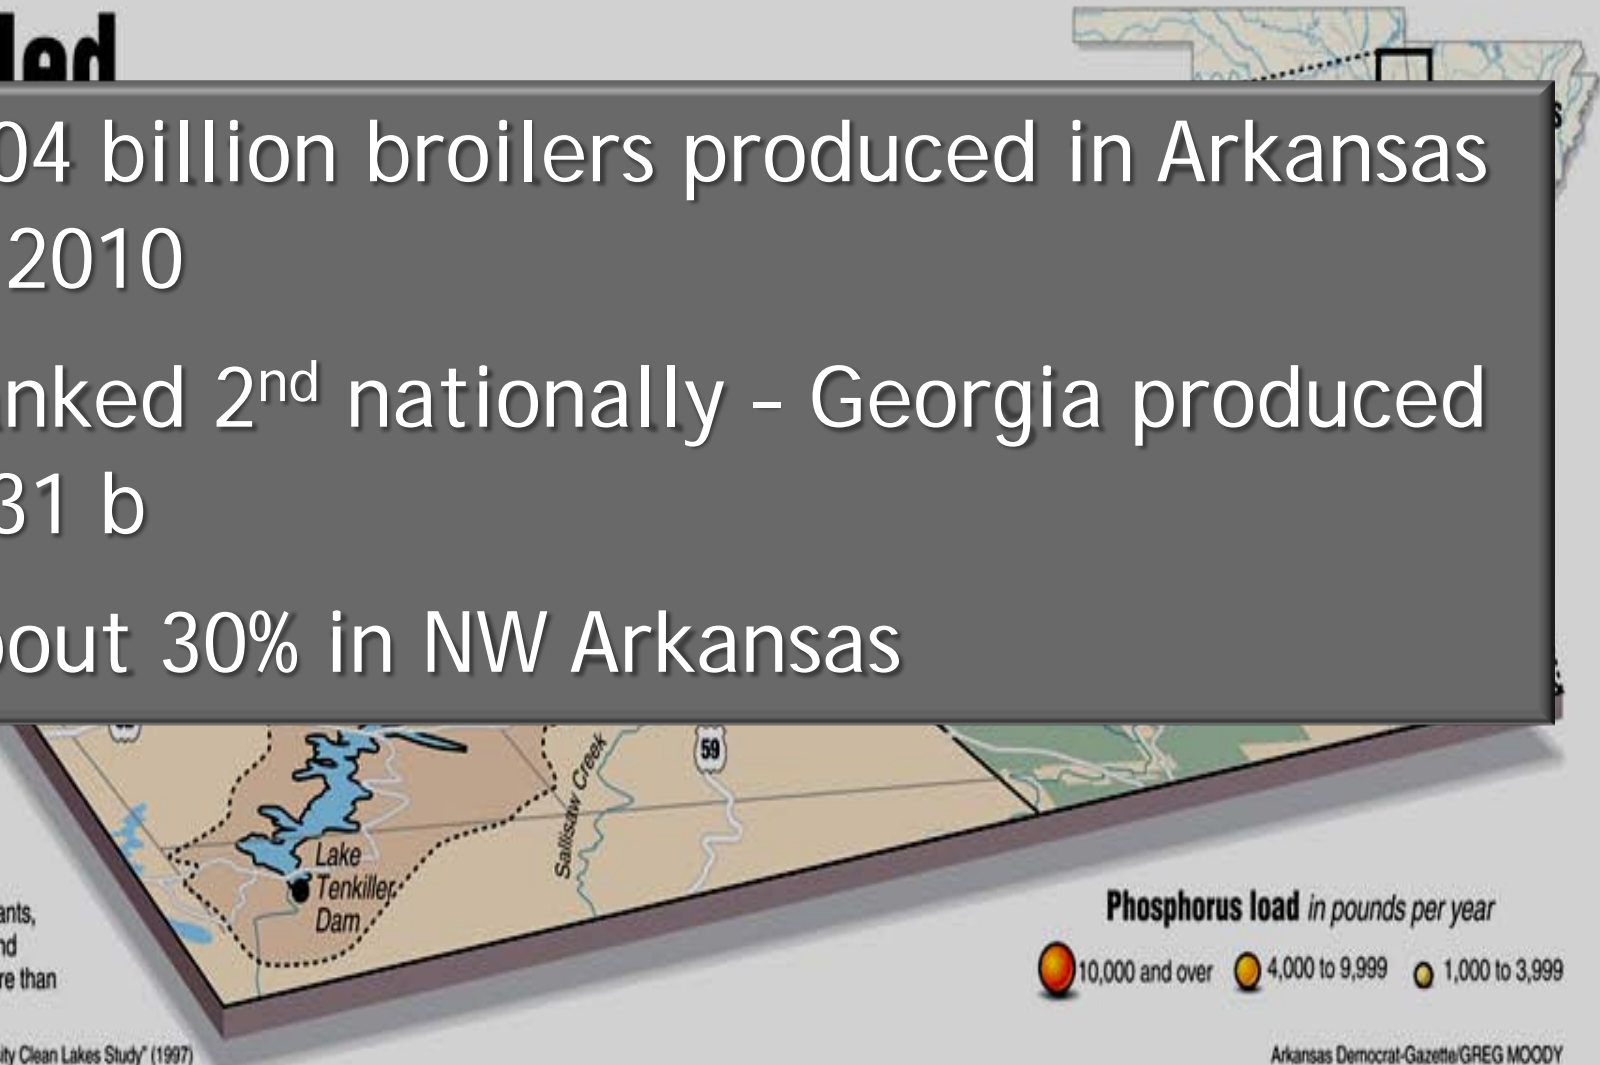 led
04 billion broilers produced in Arkansas
2010
nked 2nd nationally – Georgia produced
31 b
out 30% in NW Arkansas
59
Sallisaw Creek
Lake
Tenkiller
Dam
ants,
nd
re than
Phosphorus load in pounds per year
10,000 and over 4,000 to 9,999 1,000 to 3,999
ity Clean Lakes Study" (1997)
Arkansas Democrat-Gazette/GREG MOODY